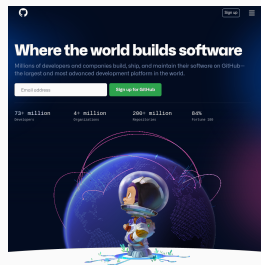 Sign up
Where the world builds software
Millions of developers and companies build, ship, and maintain their software on GitHub—
the largest and most advanced development platform in the world.
Email address
Sign up for GitHub
73+ million
4+ million
200+ million
84%
Developers
Organizations
Repositories
Fortune 100